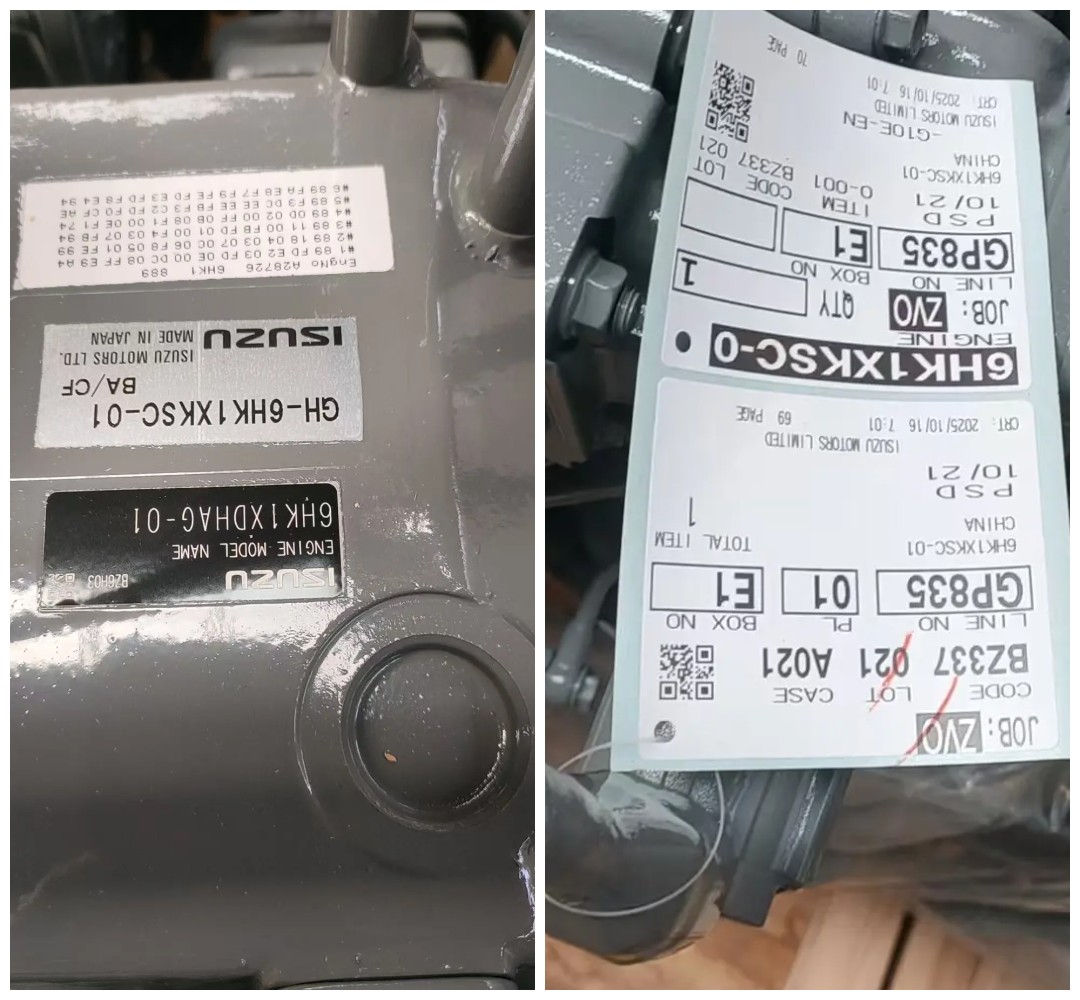 ISUZU BZ6H03
ENGINE MODEL NAME
6HK1XDHAG-01
GH-6HK1XKSC-01
BA/CF
ISUZU MOTORS LTD.
ISUZU MADE IN JAPAN
EngNo A28726 6HK1 889
#1 89 FD E2 03 FD 0E 00 DC 08 FF E9 A4
#2 89 18 04 03 07 0C F8 06 F8 05 01 FE 99
#3 89 11 00 FB FD 01 00 F4 03 07 FB 94
#4 89 0D 02 00 FF 0B F1 08 00 0E F1 74
#5 89 F3 DC EE EE FB F8 C2 FD F0 CF AE
#6 89 FA E8 F7 F9 FE FD E3 FD F8 E4 94
JOB: ZVO
CODE LOT CASE
BZ337 021 A021
LINE NO PL BOX NO
GP835 01 E1
6HK1XKSC-01 TOTAL ITEM
CHINA 1
PSD
10/21
ISUZU MOTORS LIMITED
CRT: 2025/10/16 7:01 69 PAGE
6HK1XKSC-0
ENGINE
JOB: ZVO QTY 1
LINE NO BOX NO
GP835 E1
PSD ITEM CODE LOT
10/21 0-001 BZ337 021
6HK1XKSC-01
CHINA
-G10E-EN
ISUZU MOTORS LIMITED
CRT: 2025/10/16 7:01
70 PAGE